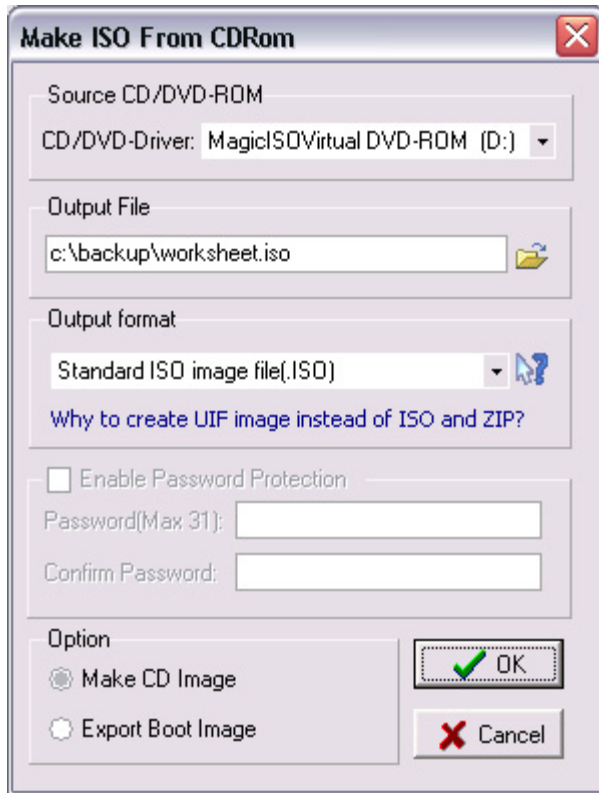 Make ISO From CDRom
Source CD/DVD-ROM
CD/DVD-Driver: MagicISOVirtual DVD-ROM (D:)
Output File
c:\backup\worksheet.iso
Output format
Standard ISO image file(.ISO)
Why to create UIF image instead of ISO and ZIP?
Enable Password Protection
Password(Max 31):
Confirm Password:
Option
Make CD Image
Export Boot Image
OK
Cancel